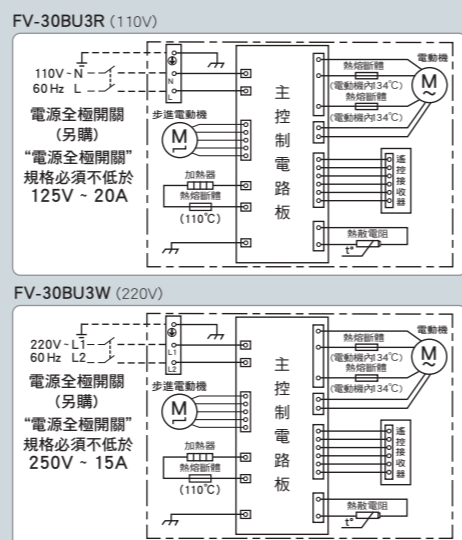 FV-30BU3R (110V)
110V~N
60Hz L
電源全極開關
(另購)
“電源全極開關”
規格必須不低於
125V ~ 20A
N
L
步進電動機
M
加熱器
熱熔斷體
(110℃)
主控制電路板
熱熔斷體
(電動機內134℃)
熱熔斷體
(電動機內134℃)
電動機
M
~
遙控接收器
熱散電阻
t°
FV-30BU3W (220V)
220V~L1
60Hz L2
電源全極開關
(另購)
“電源全極開關”
規格必須不低於
250V ~ 15A
L1
L2
步進電動機
M
加熱器
熱熔斷體
(110℃)
主控制電路板
熱熔斷體
(電動機內134℃)
熱熔斷體
(電動機內134℃)
電動機
M
~
遙控接收器
熱散電阻
t°